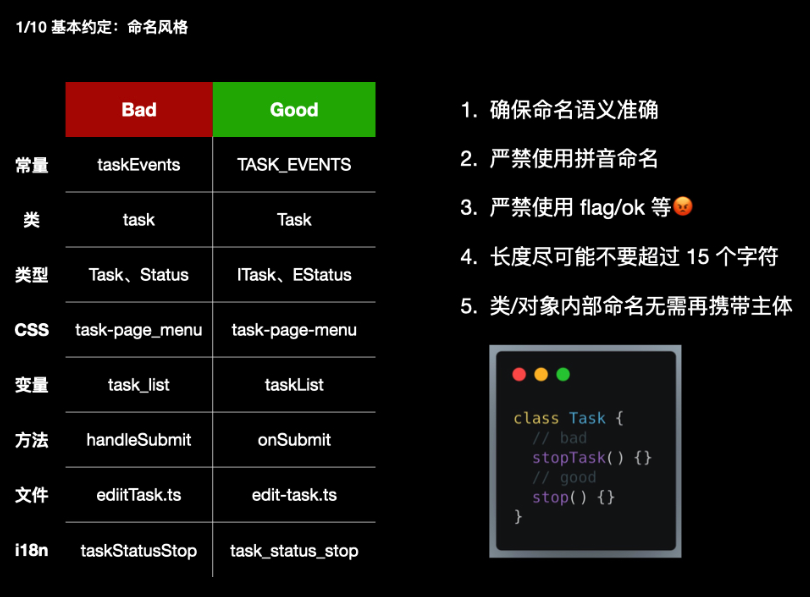 1/10 基本约定：命名风格
Bad Good
常量 taskEvents TASK_EVENTS
类 task Task
类型 Task、Status ITask、EStatus
CSS task-page_menu task-page-menu
变量 task_list taskList
方法 handleSubmit onSubmit
文件 ediitTask.ts edit-task.ts
i18n taskStatusStop task_status_stop
1. 确保命名语义准确
2. 严禁使用拼音命名
3. 严禁使用 flag/ok 等😡
4. 长度尽可能不要超过 15 个字符
5. 类/对象内部命名无需再携带主体
class Task {
// bad
stopTask() {}
// good
stop() {}
}